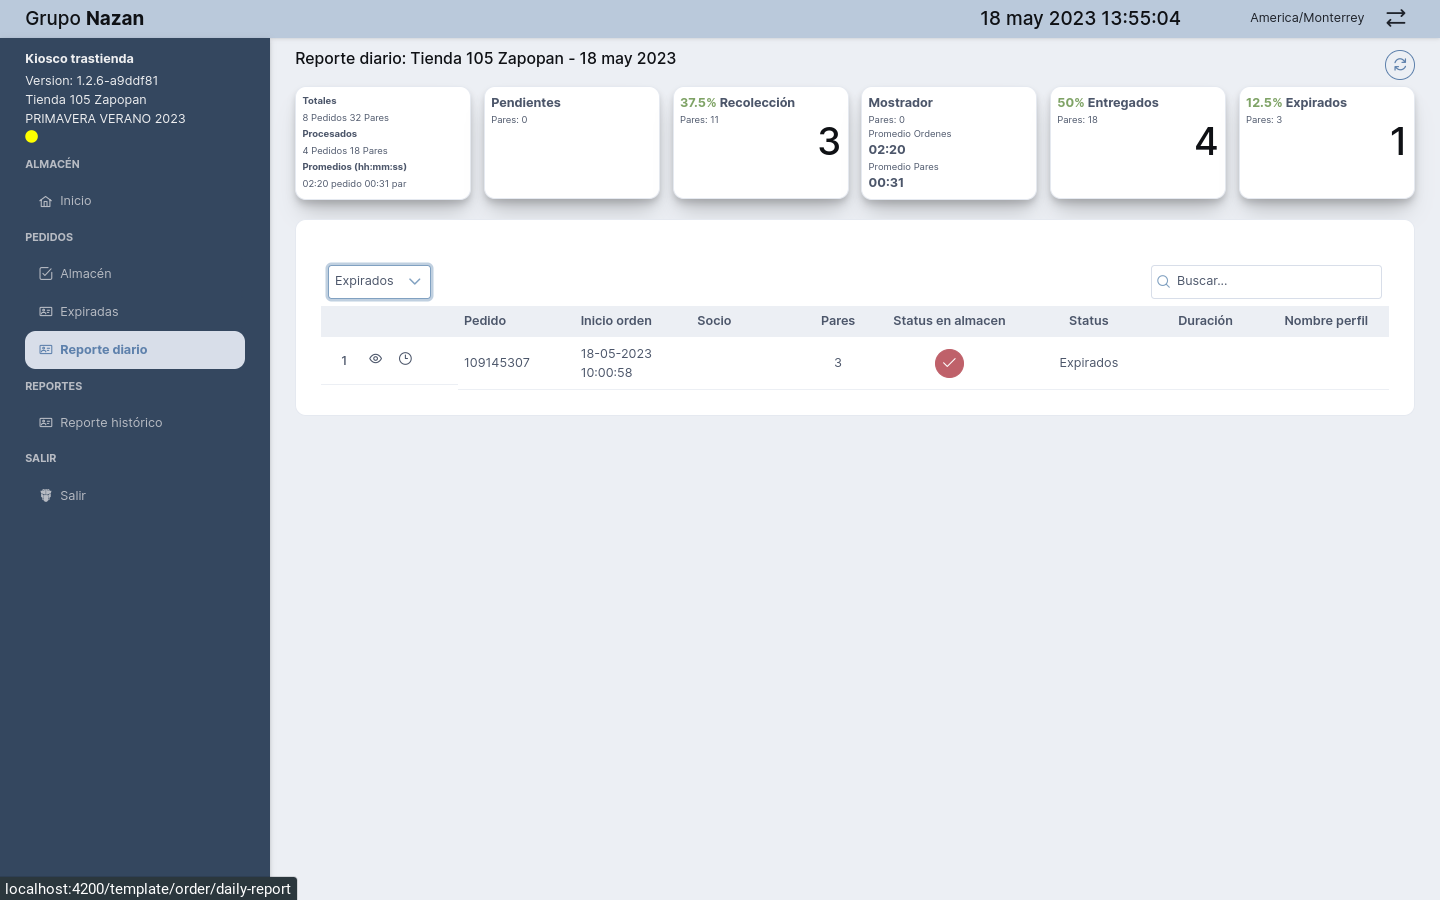 Grupo Nazan
18 may 2023 13:55:04
America/Monterrey
Kiosco trastienda
Version: 1.2.6-a9ddf81
Tienda 105 Zapopan
PRIMAVERA VERANO 2023
ALMACÉN
Inicio
PEDIDOS
Almacén
Expiradas
Reporte diario
REPORTES
Reporte histórico
SALIR
Salir
Reporte diario: Tienda 105 Zapopan - 18 may 2023
Totales
8 Pedidos 32 Pares
Procesados
4 Pedidos 18 Pares
Promedios (hh:mm:ss)
02:20 pedido 00:31 par
Pendientes
Pares: 0
37.5% Recolección
Pares: 11
3
Mostrador
Pares: 0
Promedio Ordenes
02:20
Promedio Pares
00:31
50% Entregados
Pares: 18
4
12.5% Expirados
Pares: 3
1
Expirados
Buscar...
Pedido Inicio orden Socio Pares Status en almacen Status Duración Nombre perfil
1 109145307 18-05-2023 10:00:58 3 Expirados
localhost:4200/template/order/daily-report